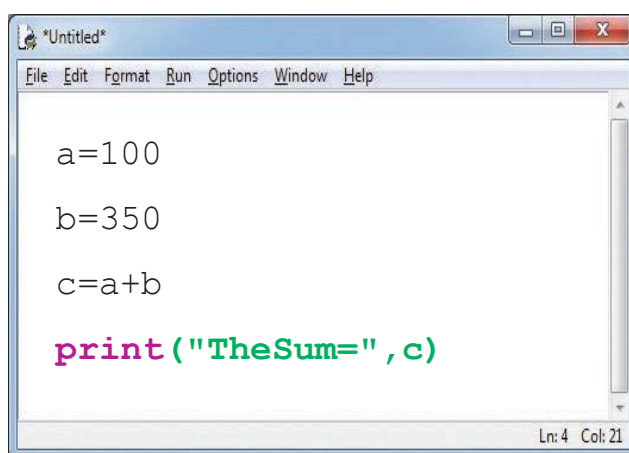 *Untitled*
File Edit Format Run Options Window Help
a=100
b=350
c=a+b
print("TheSum=",c)
Ln: 4 Col: 21